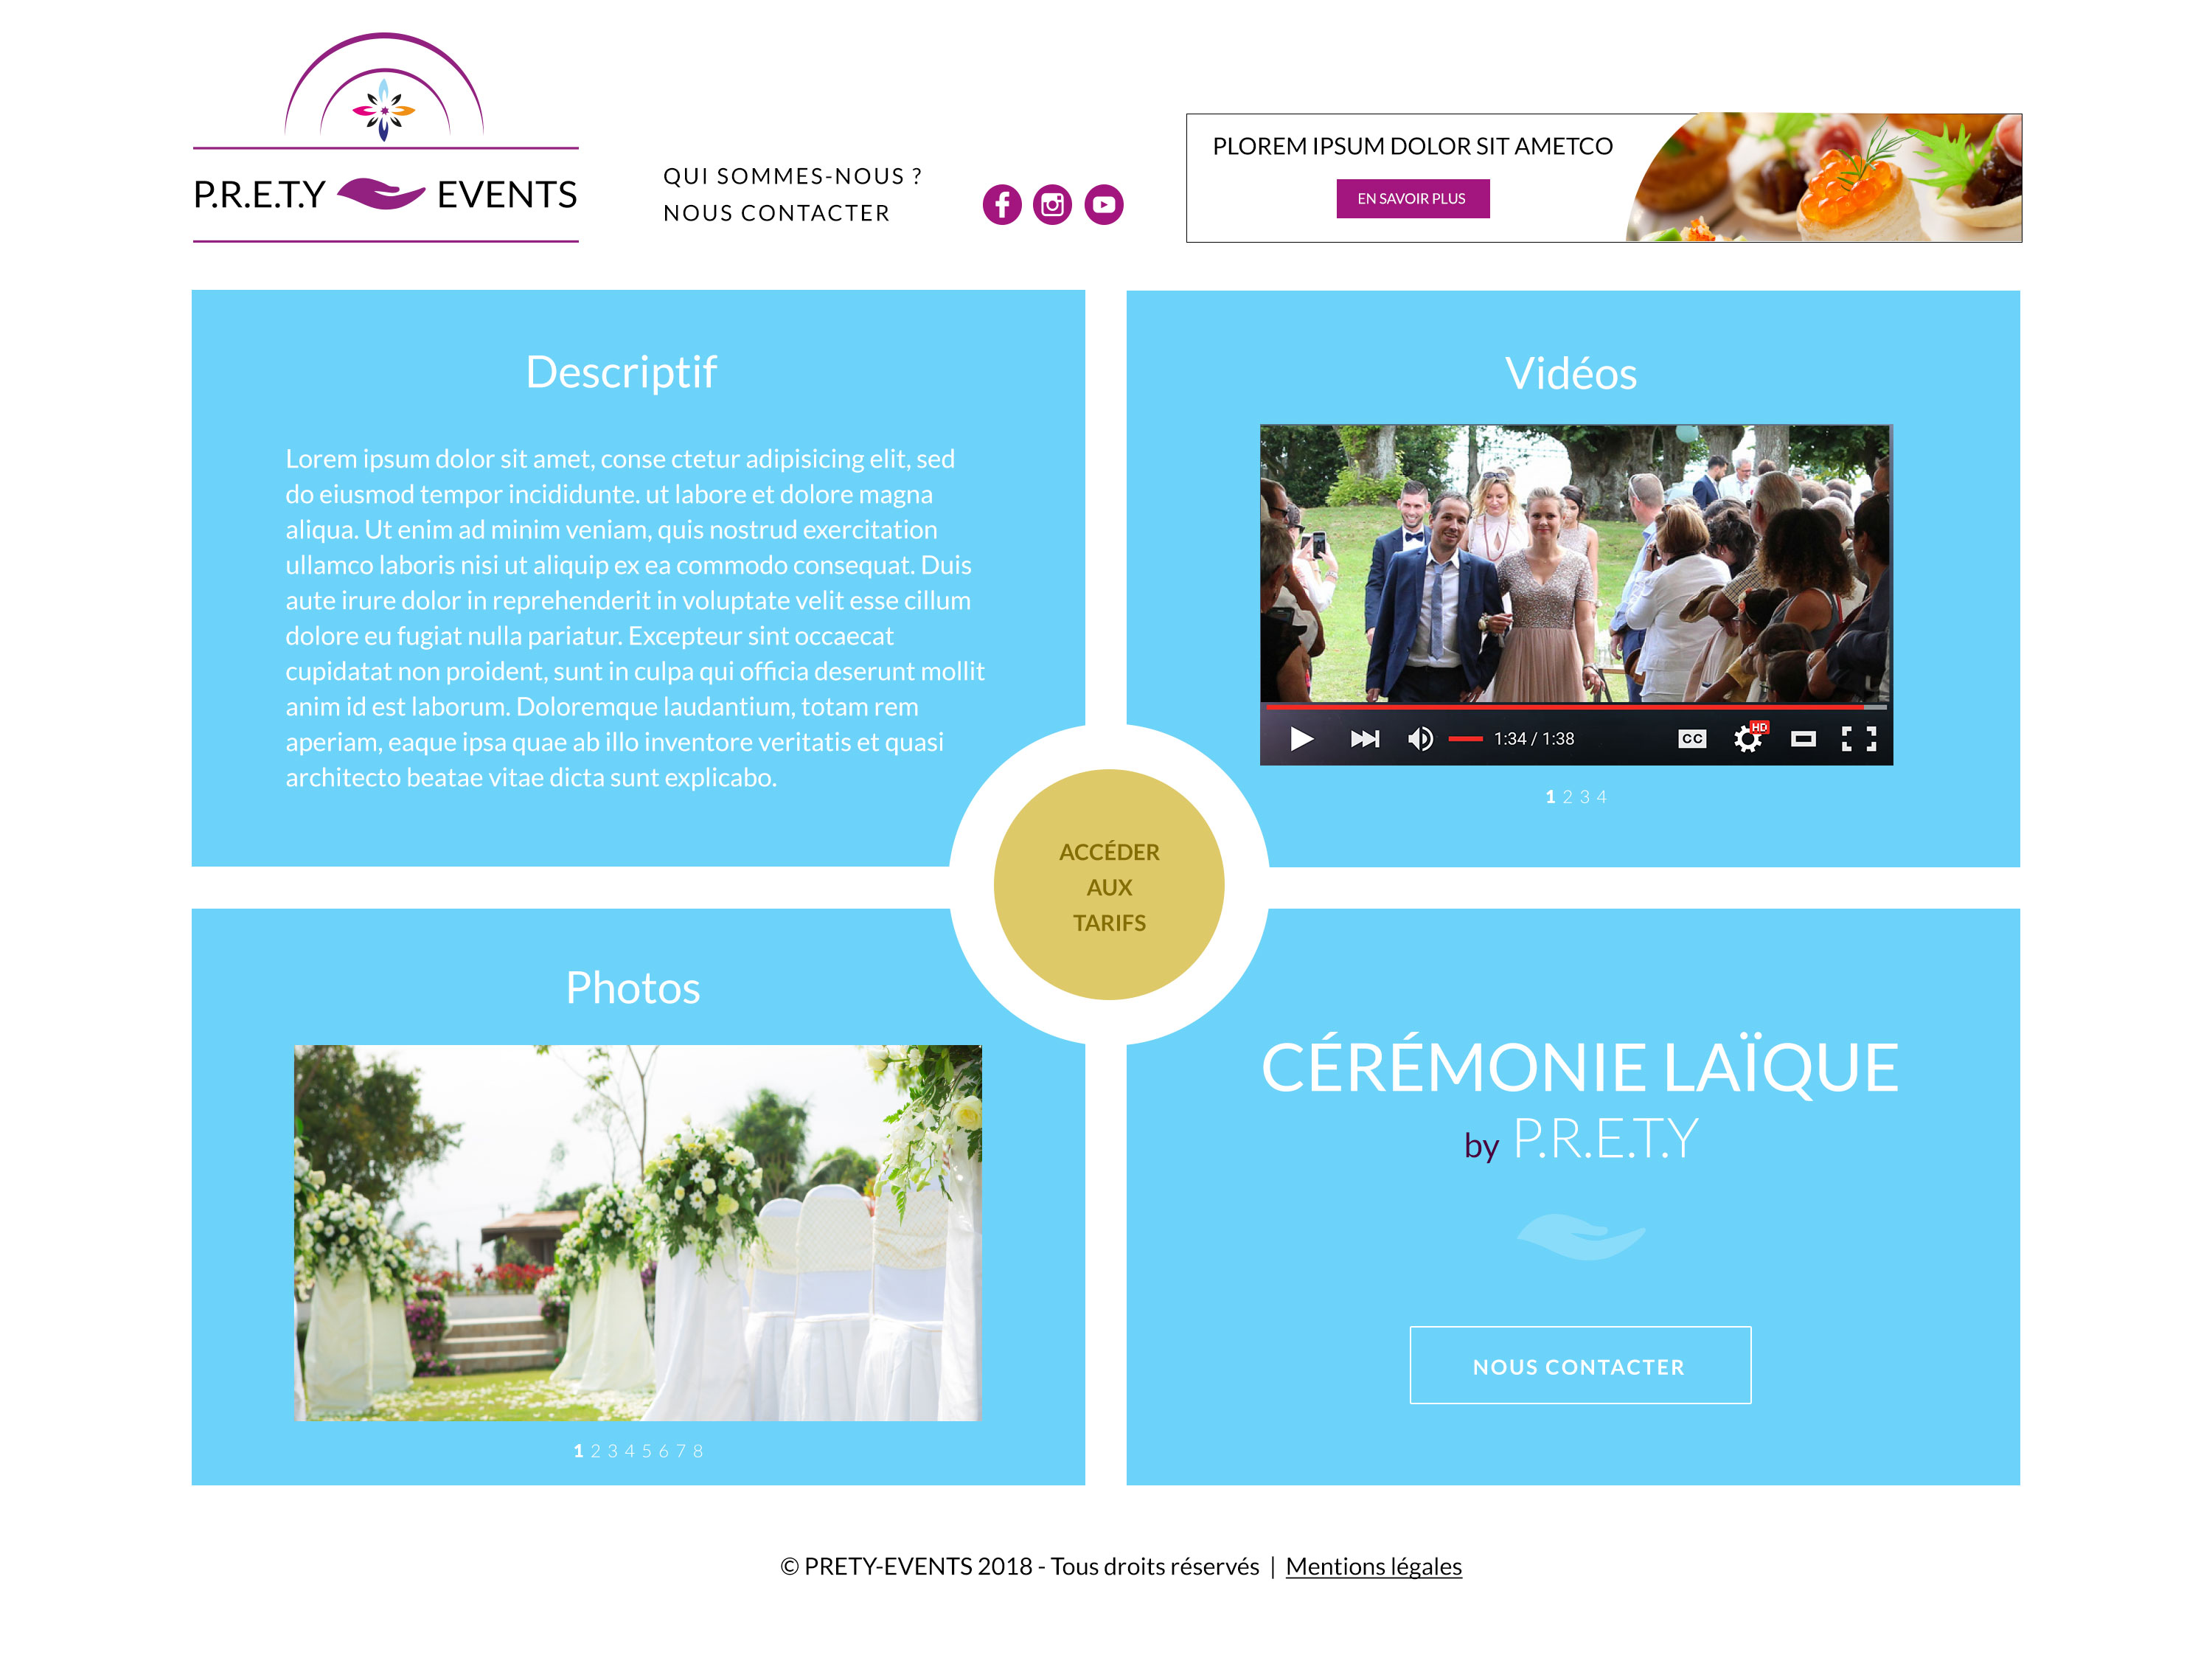 P.R.E.T.Y EVENTS
QUI SOMMES-NOUS ?
NOUS CONTACTER
PLOREM IPSUM DOLOR SIT AMETCO
EN SAVOIR PLUS
Descriptif
Lorem ipsum dolor sit amet, conse ctetur adipisicing elit, sed
do eiusmod tempor incididunte. ut labore et dolore magna
aliqua. Ut enim ad minim veniam, quis nostrud exercitation
ullamco laboris nisi ut aliquip ex ea commodo consequat. Duis
aute irure dolor in reprehenderit in voluptate velit esse cillum
dolore eu fugiat nulla pariatur. Excepteur sint occaecat
cupidatat non proident, sunt in culpa qui officia deserunt mollit
anim id est laborum. Doloremque laudantium, totam rem
aperiam, eaque ipsa quae ab illo inventore veritatis et quasi
architecto beatae vitae dicta sunt explicabo.
Vidéos
1:34 / 1:38 CC HD
1 2 3 4
ACCÉDER
AUX
TARIFS
Photos
1 2 3 4 5 6 7 8
CÉRÉMONIE LAÏQUE
by P.R.E.T.Y
NOUS CONTACTER
© PRETY-EVENTS 2018 - Tous droits réservés | Mentions légales